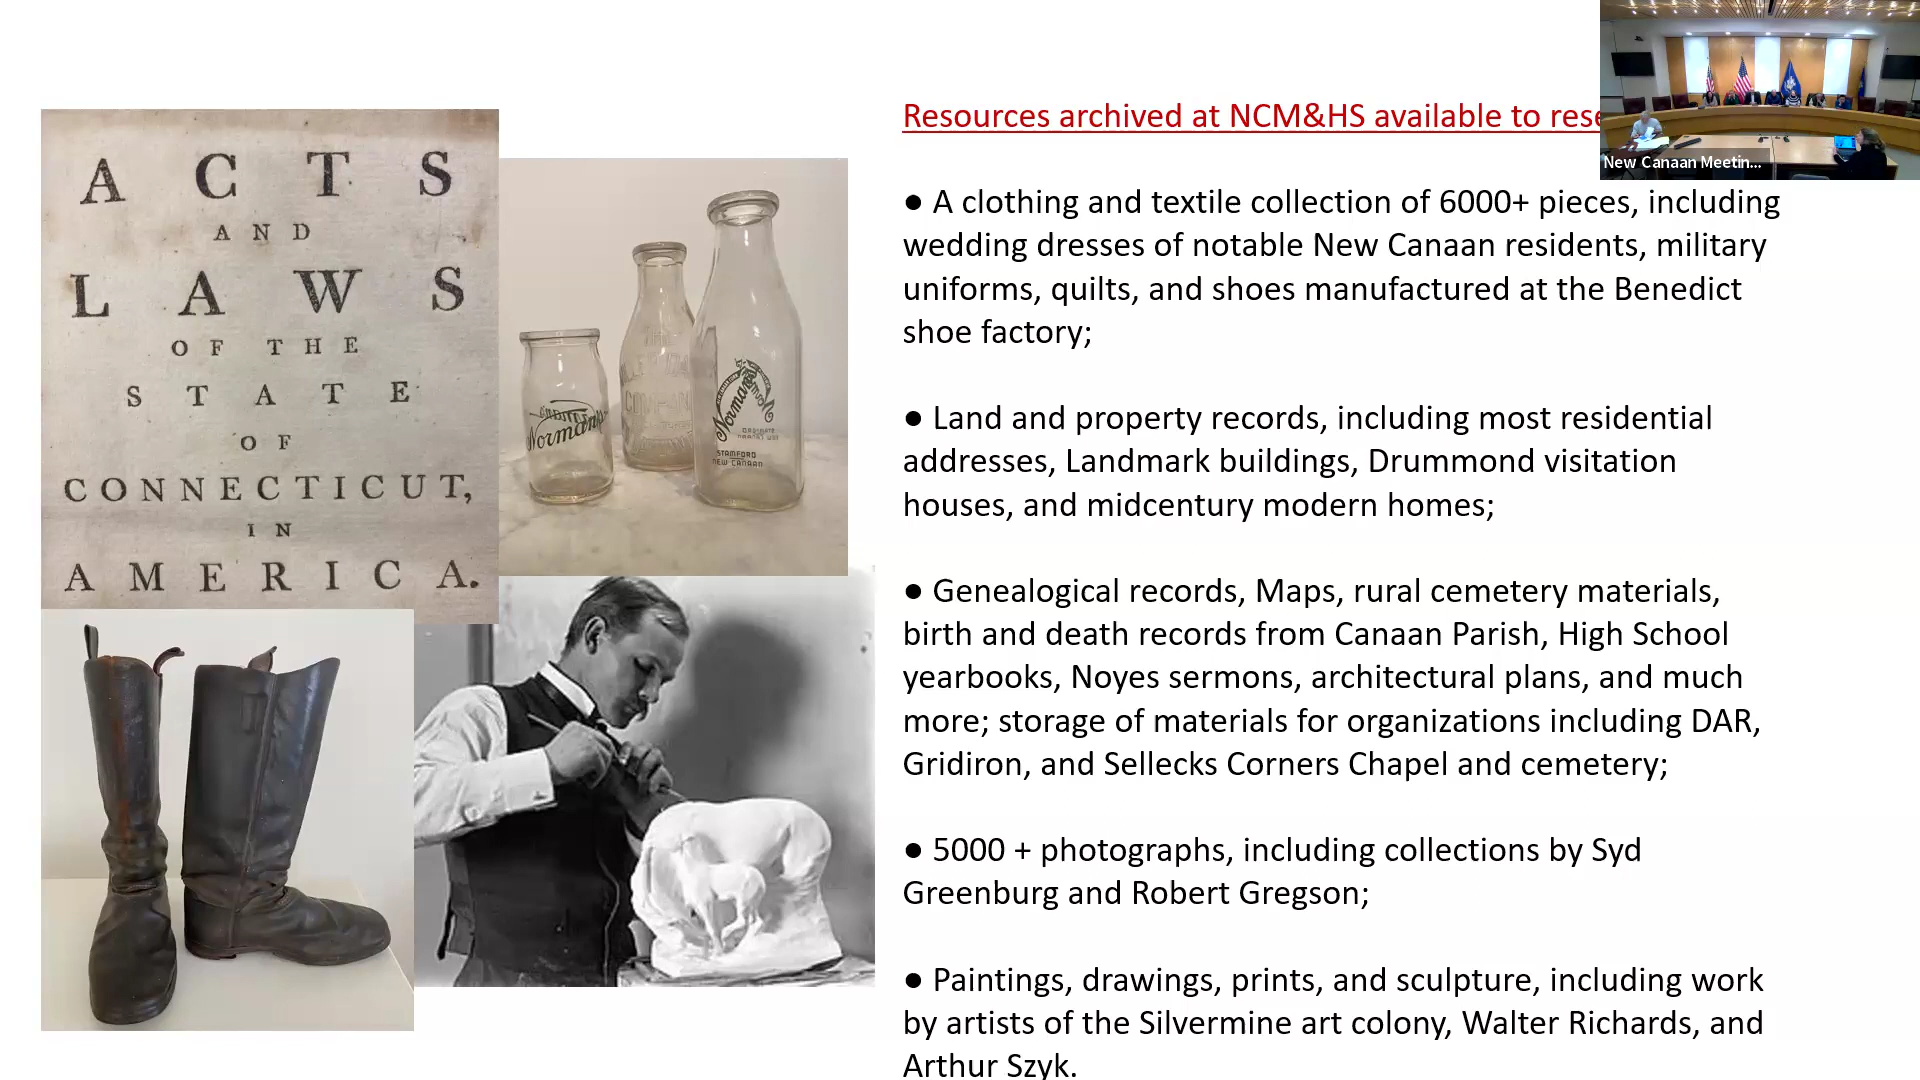 ACTS
AND
LAWS
OF THE
STATE
OF
CONNECTICUT,
IN
AMERICA.
Norman's
Norman's
STAMFORD
NEW CANAAN
Resources archived at NCM&HS available to rese
● A clothing and textile collection of 6000+ pieces, including
wedding dresses of notable New Canaan residents, military
uniforms, quilts, and shoes manufactured at the Benedict
shoe factory;
● Land and property records, including most residential
addresses, Landmark buildings, Drummond visitation
houses, and midcentury modern homes;
● Genealogical records, Maps, rural cemetery materials,
birth and death records from Canaan Parish, High School
yearbooks, Noyes sermons, architectural plans, and much
more; storage of materials for organizations including DAR,
Gridiron, and Sellecks Corners Chapel and cemetery;
● 5000 + photographs, including collections by Syd
Greenburg and Robert Gregson;
● Paintings, drawings, prints, and sculpture, including work
by artists of the Silvermine art colony, Walter Richards, and
Arthur Szyk.
New Canaan Meetin...